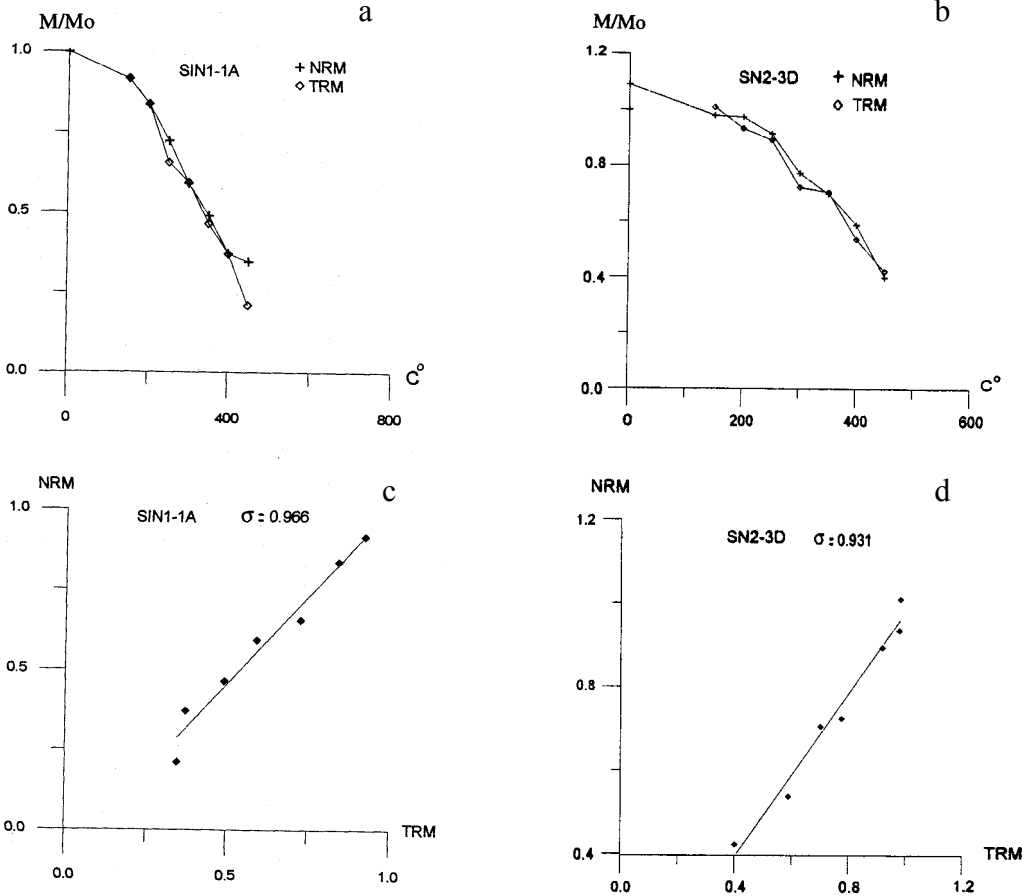 a
M/Mo
1.0
SIN1-1A
+ NRM
◇ TRM
0.5
0.0
C°
0
400
800
b
M/Mo
1.2
SN2-3D
+ NRM
◇ TRM
0.8
0.4
0.0
C°
0
200
400
600
c
NRM
1.0
SIN1-1A σ = 0.966
0.5
0.0
TRM
0.0
0.5
1.0
d
NRM
1.2
SN2-3D σ = 0.931
0.8
0.4
TRM
0.0
0.4
0.8
1.2